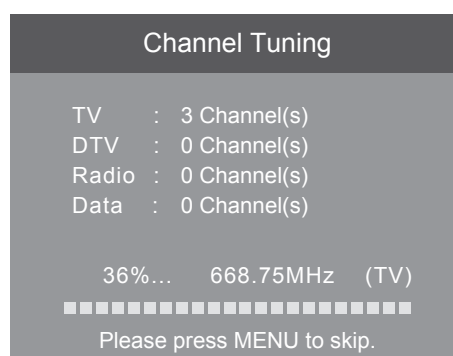 Channel Tuning
TV : 3 Channel(s)
DTV : 0 Channel(s)
Radio : 0 Channel(s)
Data : 0 Channel(s)
36%... 668.75MHz (TV)
Please press MENU to skip.